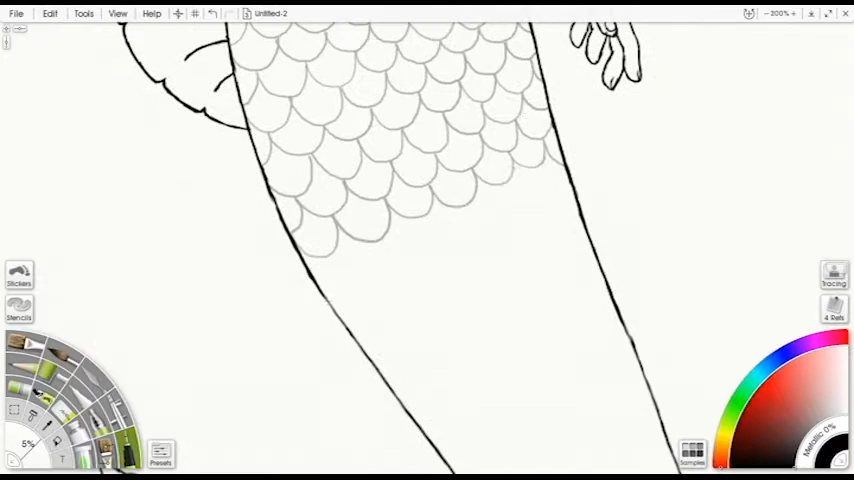 File Edit Tools View Help Untitled-2 200%
Stickers
Tracing
Stencils
4 Refs
5%
T
Metallic 0%
Presets
Samples